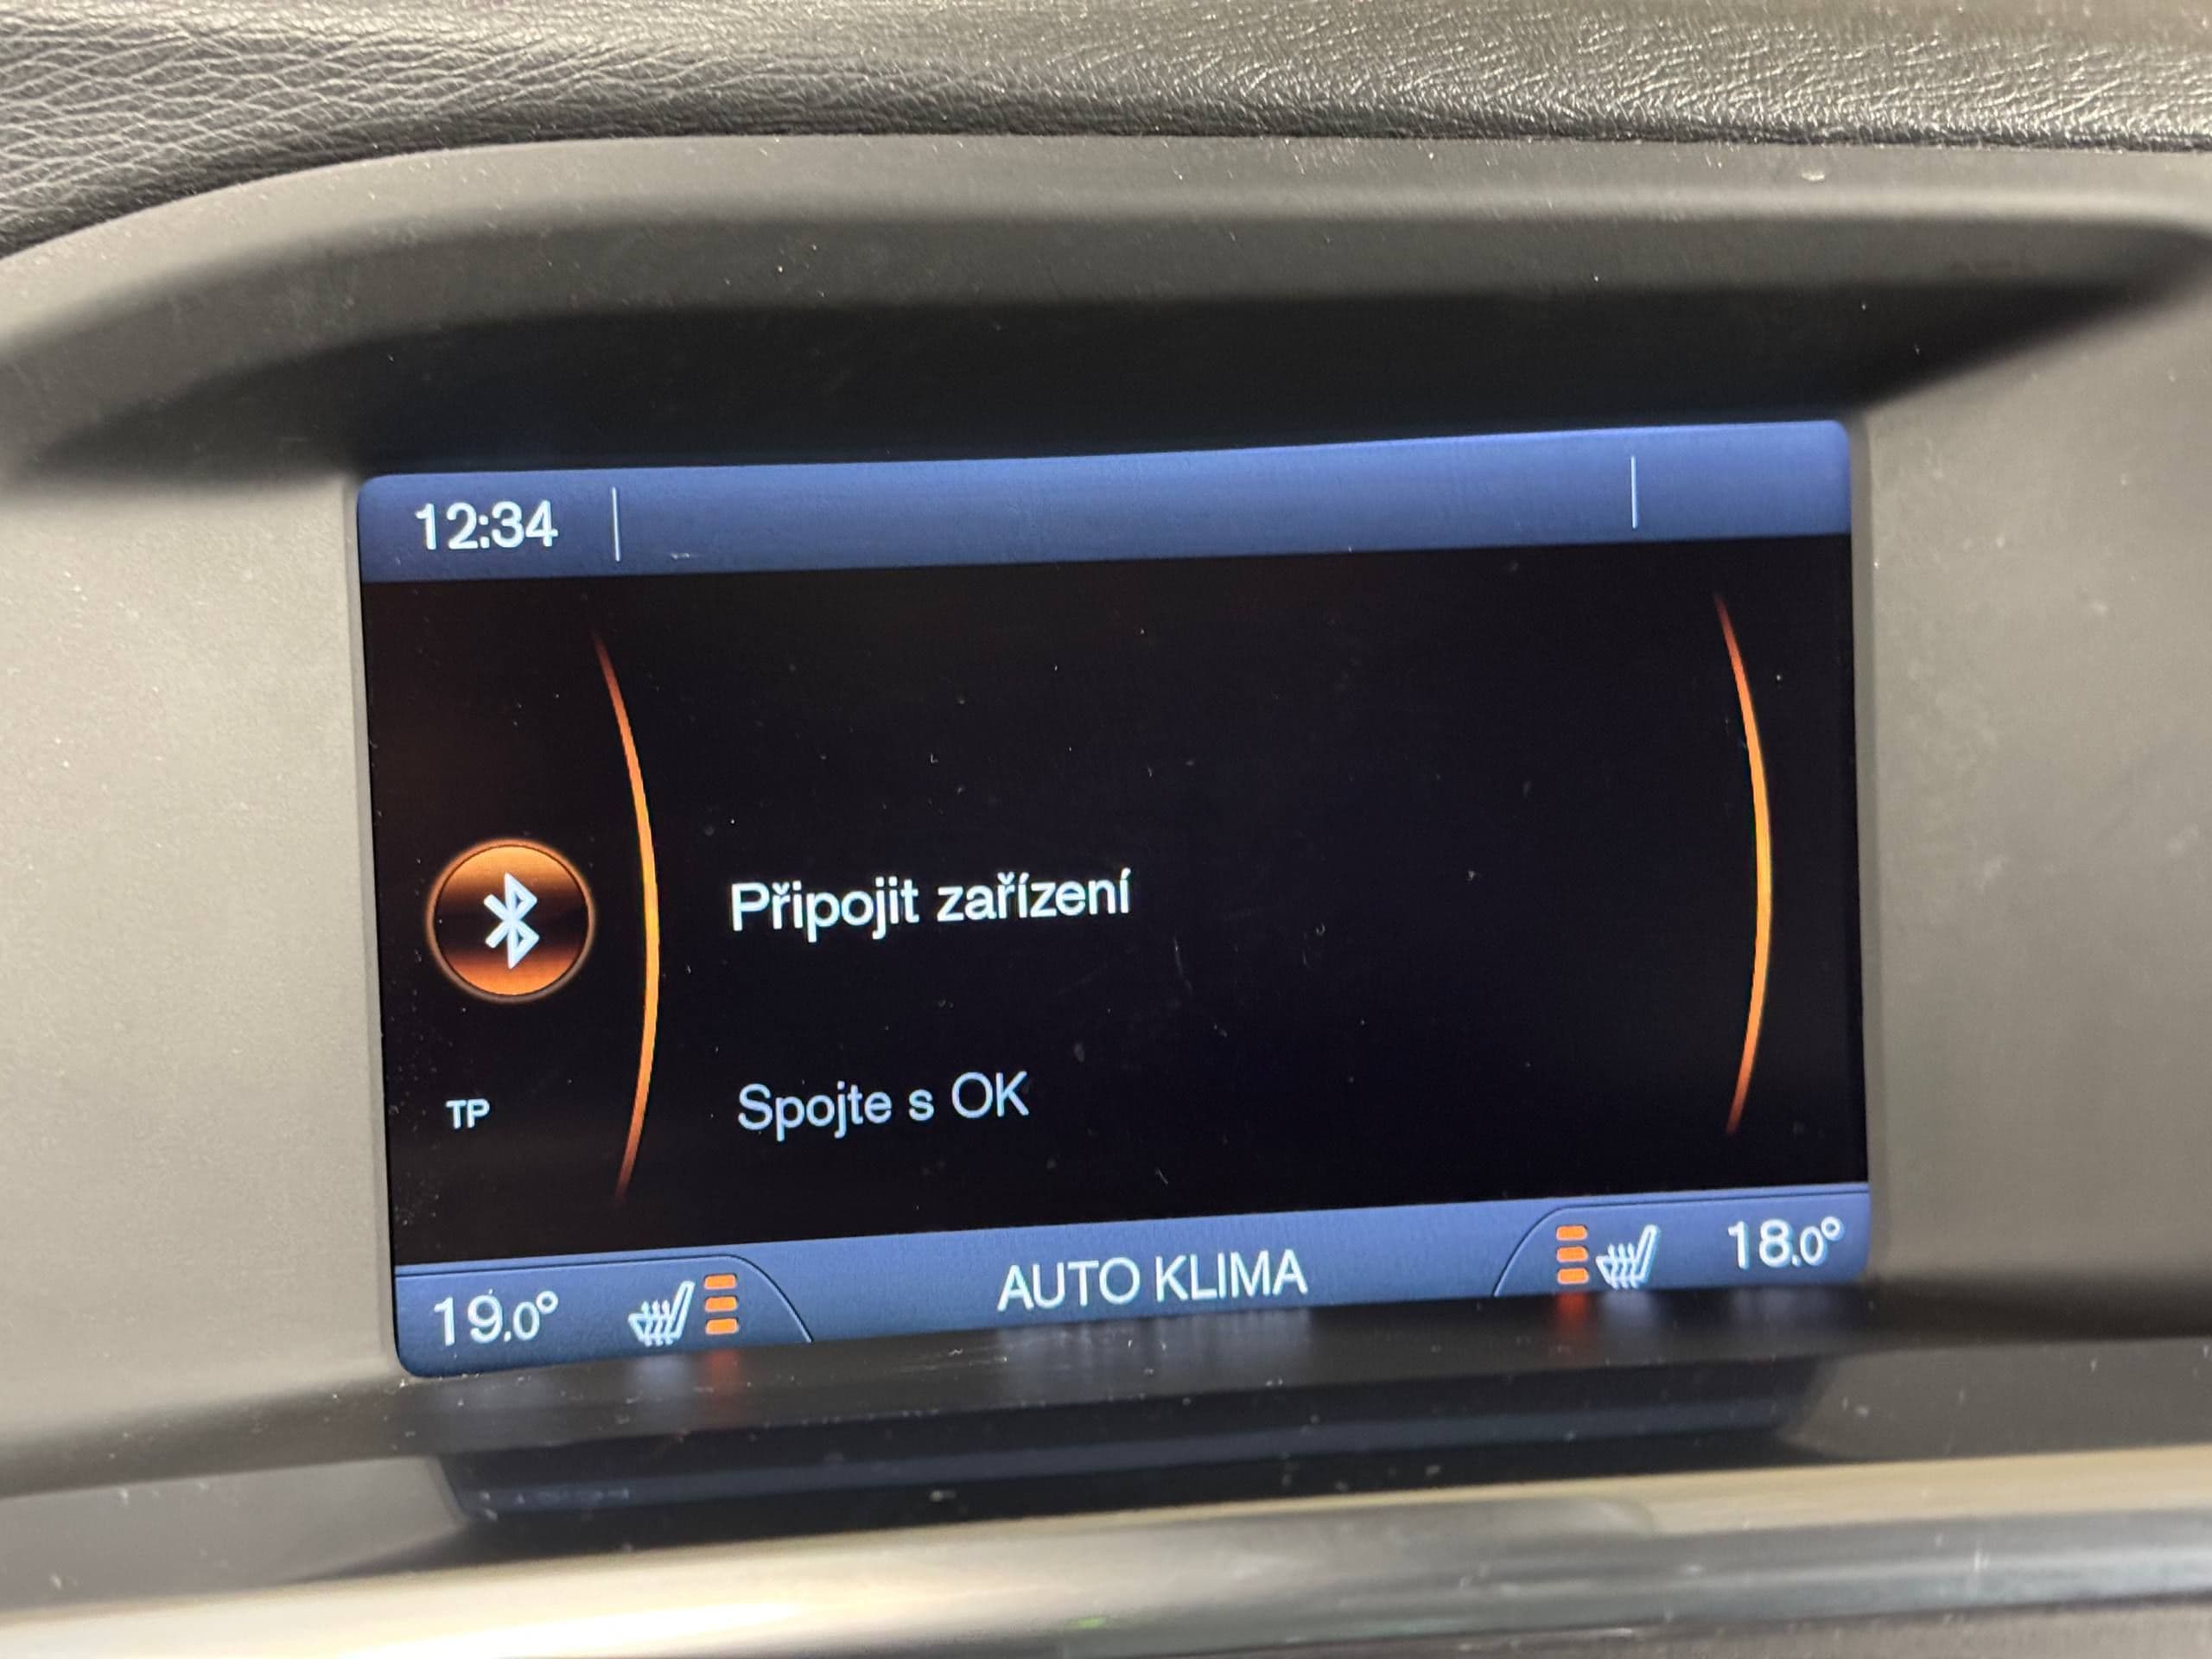 12:34
Připojit zařízení
TP
Spojte s OK
19.0° AUTO KLIMA 18.0°